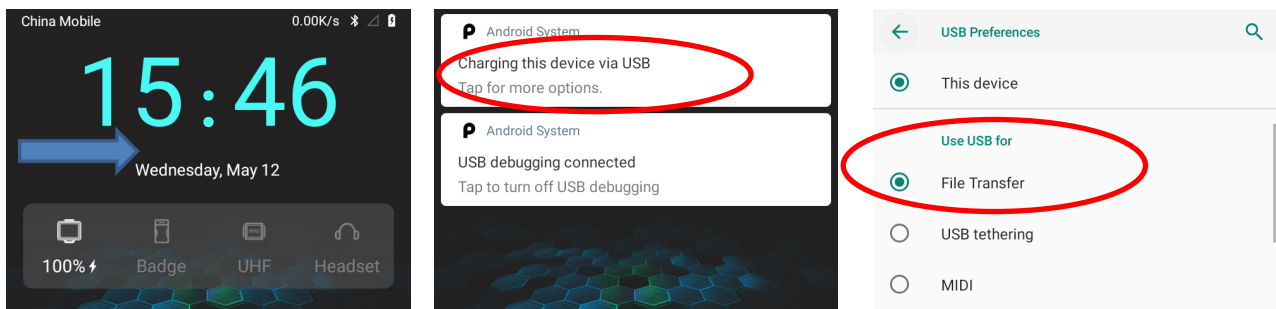 China Mobile 0.00K/s
15:46
Wednesday, May 12
100% Badge UHF Headset
Android System
Charging this device via USB
Tap for more options.
Android System
USB debugging connected
Tap to turn off USB debugging
USB Preferences
This device
Use USB for
File Transfer
USB tethering
MIDI